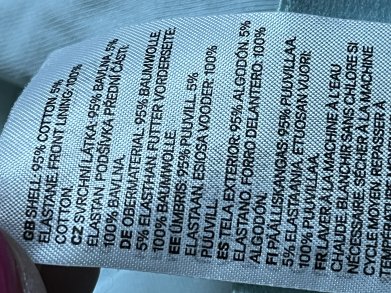 GB SHELL: 95% COTTON, 5%
ELASTANE. FRONT LINING: 100%
COTTON.
CZ SVRCHNÍ LÁTKA: 95% BAVLNA, 5%
ELASTAN. PODŠÍVKA PŘEDNÍ ČÁSTI:
100% BAVLNA.
DE OBERMATERIAL: 95% BAUMWOLLE,
5% ELASTHAN. FUTTER VORDERSEITE:
100% BAUMWOLLE.
EE ÜMBRIS: 95% PUUVILL, 5%
ELASTAAN. ESIOSA VOODER: 100%
PUUVILL.
ES TELA EXTERIOR: 95% ALGODÓN, 5%
ELASTANO. FORRO DELANTERO: 100%
ALGODÓN.
FI PÄÄLLISKANGAS: 95% PUUVILLAA,
5% ELASTAANIA. ETUOSAN VUORI:
100% PUUVILLAA.
FR LAVER À LA MACHINE À L'EAU
CHAUDE. BLANCHIR SANS CHLORE SI
NÉCESSAIRE. SÉCHER À LA MACHINE
CYCLE MOYEN. REPASSER À